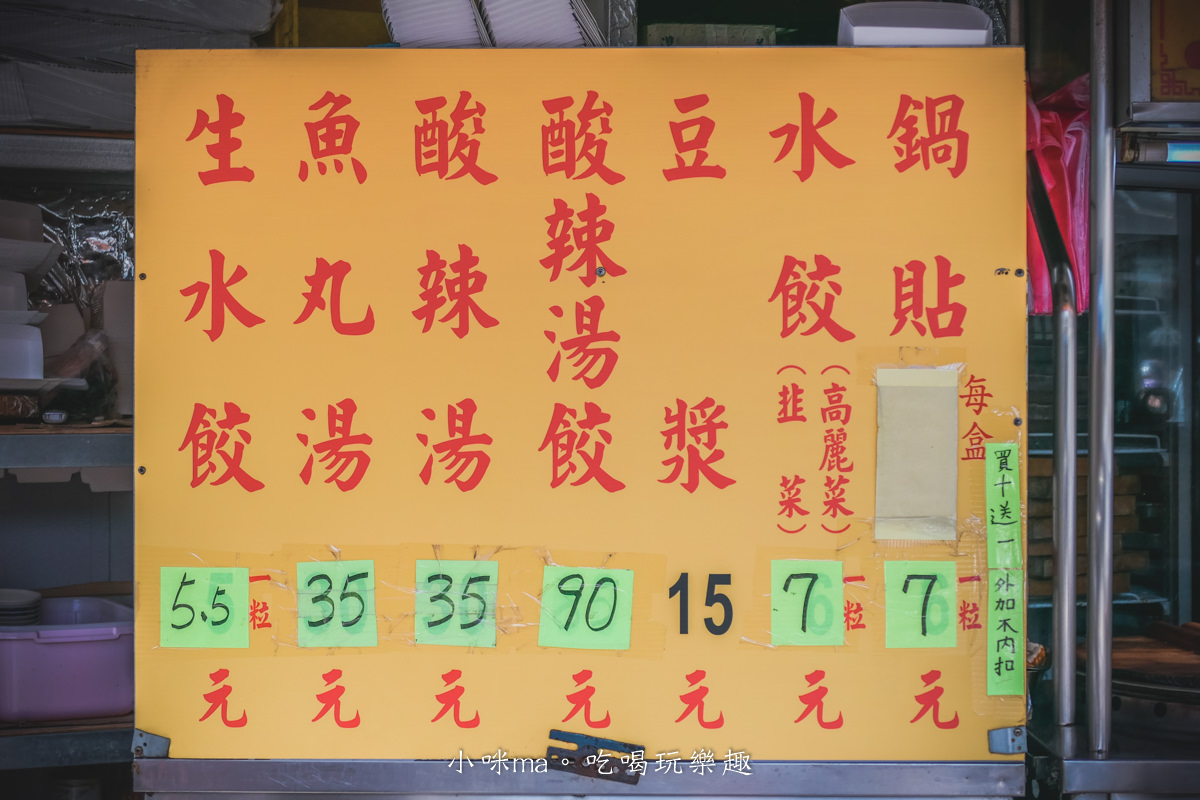 鍋貼
每盒
7 一粒
元
買十送一 外加不內扣
水餃
（高麗菜）
（韭菜）
7 一粒
元
豆漿
15
元
酸辣湯餃
90
元
酸辣湯
35
元
魚丸湯
35
元
生水餃
5.5 一粒
元
小咪ma。吃喝玩樂趣